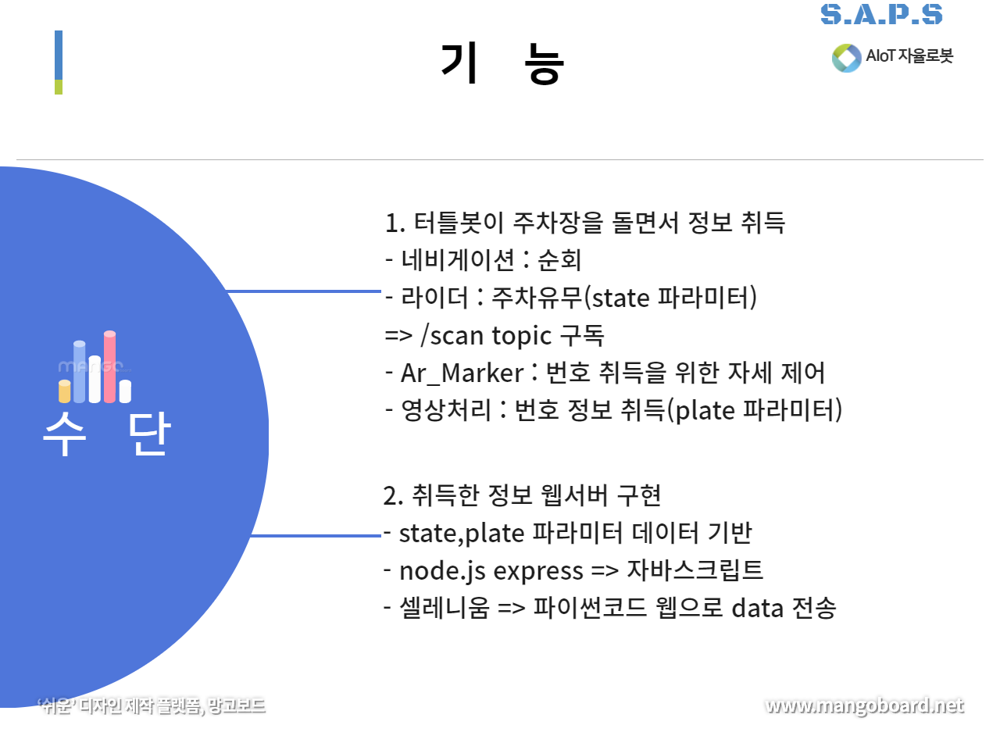 S.A.P.S
기 능
AIoT 자율로봇
1. 터틀봇이 주차장을 돌면서 정보 취득
- 네비게이션 : 순회
- 라이더 : 주차유무(state 파라미터)
=> /scan topic 구독
- Ar_Marker : 번호 취득을 위한 자세 제어
- 영상처리 : 번호 정보 취득(plate 파라미터)
MANGO
수 단
2. 취득한 정보 웹서버 구현
- state,plate 파라미터 데이터 기반
- node.js express => 자바스크립트
- 셀레니움 => 파이썬코드 웹으로 data 전송
‘쉬운’ 디자인 제작 플랫폼, 망고보드
www.mangoboard.net